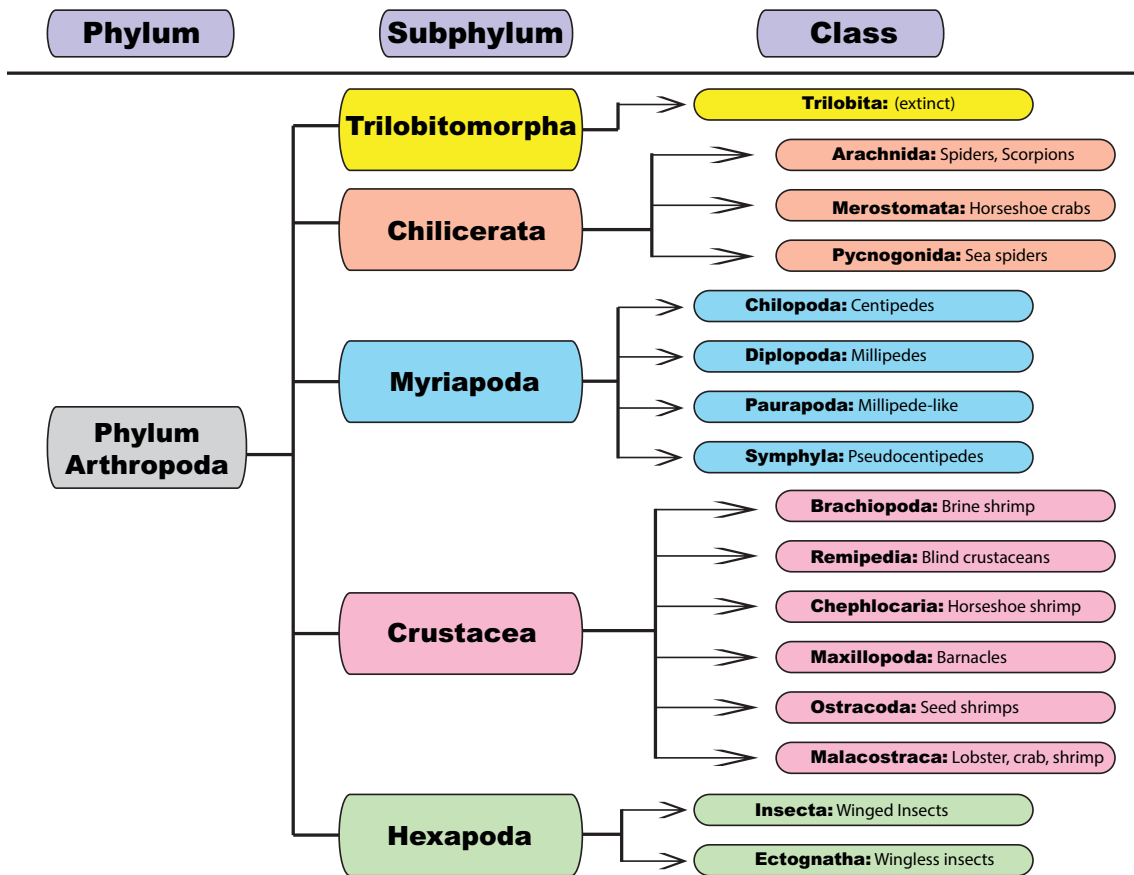 Phylum
Subphylum
Class
Phylum
Arthropoda
Trilobitomorpha
Trilobita: (extinct)
Chilicerata
Arachnida: Spiders, Scorpions
Merostomata: Horseshoe crabs
Pycnogonida: Sea spiders
Myriapoda
Chilopoda: Centipedes
Diplopoda: Millipedes
Paurapoda: Millipede-like
Symphyla: Pseudocentipedes
Crustacea
Brachiopoda: Brine shrimp
Remipedia: Blind crustaceans
Chephlocaria: Horseshoe shrimp
Maxillopoda: Barnacles
Ostracoda: Seed shrimps
Malacostraca: Lobster, crab, shrimp
Hexapoda
Insecta: Winged Insects
Ectognatha: Wingless insects